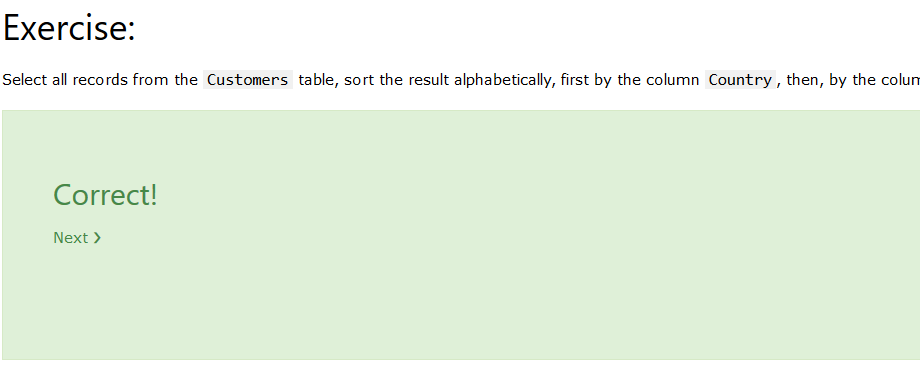 Exercise:
Select all records from the Customers table, sort the result alphabetically, first by the column Country, then, by the colum
Correct!
Next ❯